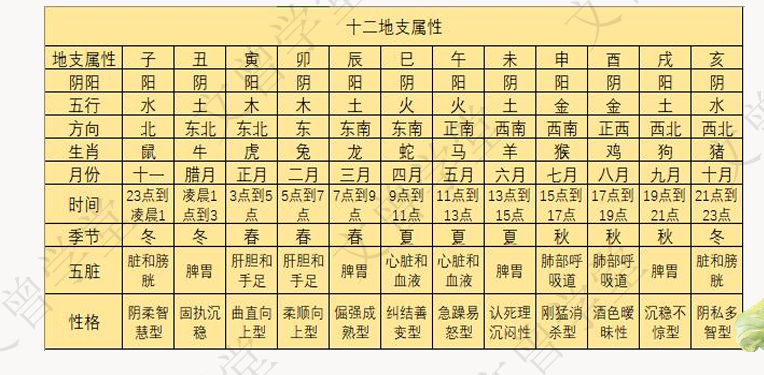 十二地支属性
地支属性 子 丑 寅 卯 辰 巳 午 未 申 酉 戌 亥
阴阳 阳 阴 阳 阴 阳 阴 阳 阴 阳 阴 阳 阴
五行 水 土 木 木 土 火 火 土 金 金 土 水
方向 北 东北 东北 东 东南 东南 正南 西南 西南 正西 西北 西北
生肖 鼠 牛 虎 兔 龙 蛇 马 羊 猴 鸡 狗 猪
月份 十一 腊月 正月 二月 三月 四月 五月 六月 七月 八月 九月 十月
时间 23点到凌晨1 凌晨1点到3 3点到5点 5点到7点 7点到9点 9点到11点 11点到13点 13点到15点 15点到17点 17点到19点 19点到21点 21点到23点
季节 冬 冬 春 春 春 夏 夏 夏 秋 秋 秋 冬
五脏 脏和膀胱 脾胃 肝胆和手足 肝胆和手足 脾胃 心脏和血液 心脏和血液 脾胃 肺部呼吸道 肺部呼吸道 脾胃 脏和膀胱
性格 阴柔智慧型 固执沉稳 曲直向上型 柔顺向上型 倔强成熟型 纠结善变型 急躁易怒型 认死理沉闷性 刚猛消杀型 酒色暧昧性 沉稳不惊型 阴私多智型
文曾学堂